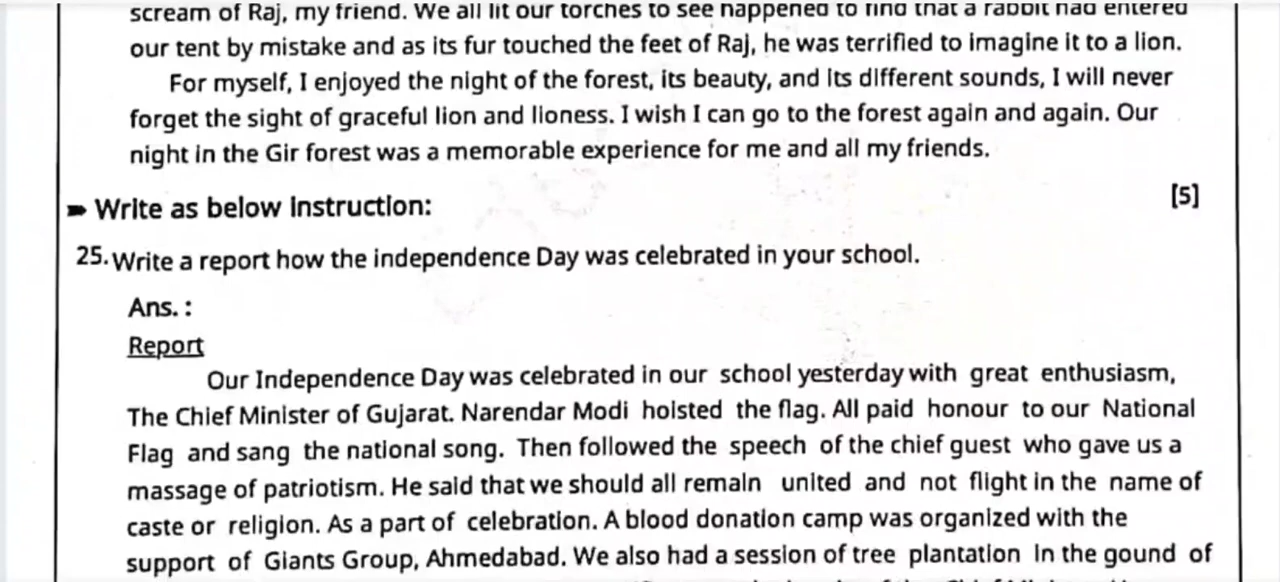 scream of Raj, my friend. We all lit our torches to see happened to find that a rabbit had entered
our tent by mistake and as its fur touched the feet of Raj, he was terrified to imagine it to a lion.
For myself, I enjoyed the night of the forest, its beauty, and its different sounds, I will never
forget the sight of graceful lion and lioness. I wish I can go to the forest again and again. Our
night in the Gir forest was a memorable experience for me and all my friends.
➨ Write as below instruction: [5]
25. Write a report how the independence Day was celebrated in your school.
Ans. :
Report
Our Independence Day was celebrated in our school yesterday with great enthusiasm,
The Chief Minister of Gujarat. Narendar Modi hoisted the flag. All paid honour to our National
Flag and sang the national song. Then followed the speech of the chief guest who gave us a
massage of patriotism. He said that we should all remain united and not flight in the name of
caste or religion. As a part of celebration. A blood donation camp was organized with the
support of Giants Group, Ahmedabad. We also had a session of tree plantation in the gound of